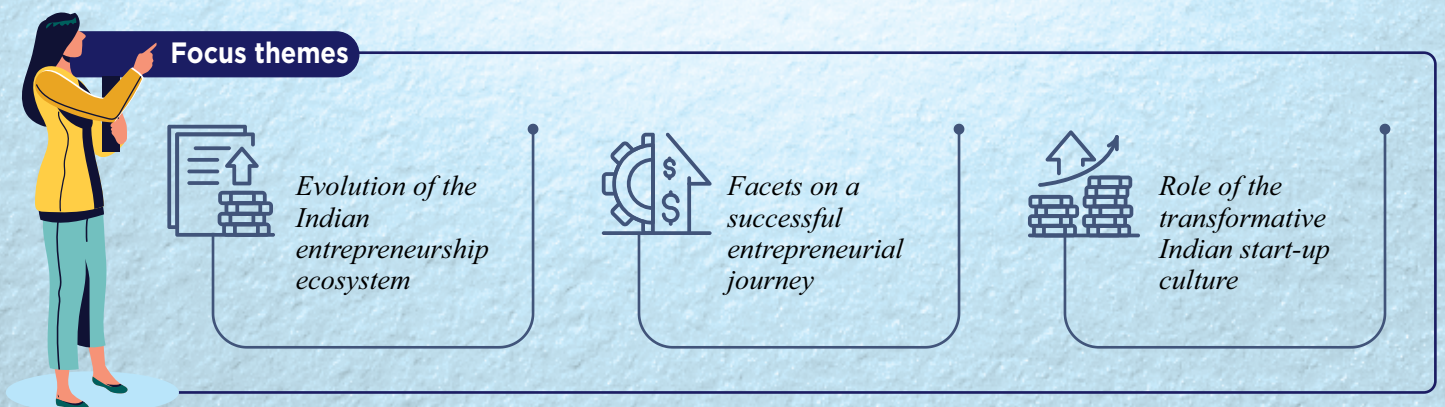 Focus themes
Evolution of the
Indian
entrepreneurship
ecosystem
$
$
Facets on a
successful
entrepreneurial
journey
Role of the
transformative
Indian start-up
culture